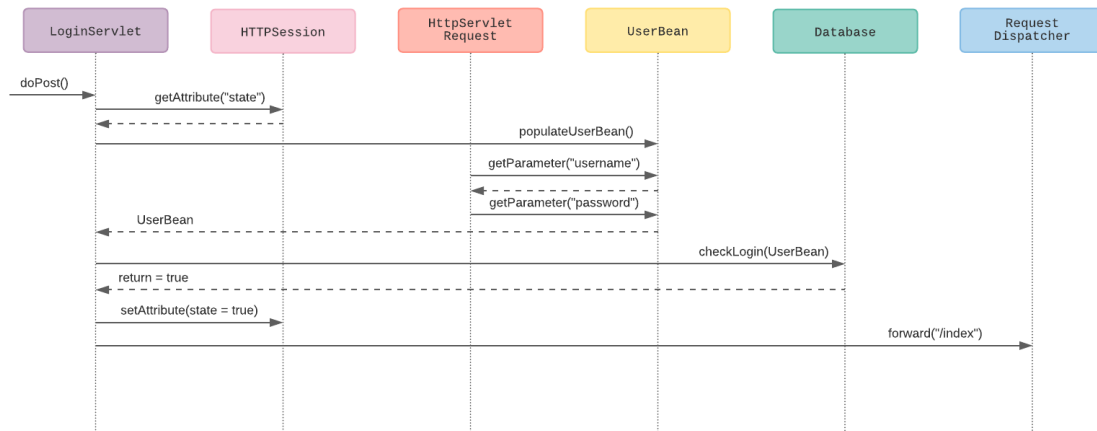 LoginServlet
HTTPSession
HttpServlet
Request
UserBean
Database
Request
Dispatcher
doPost()
getAttribute("state")
populateUserBean()
getParameter("username")
getParameter("password")
UserBean
checkLogin(UserBean)
return = true
setAttribute(state = true)
forward("/index")